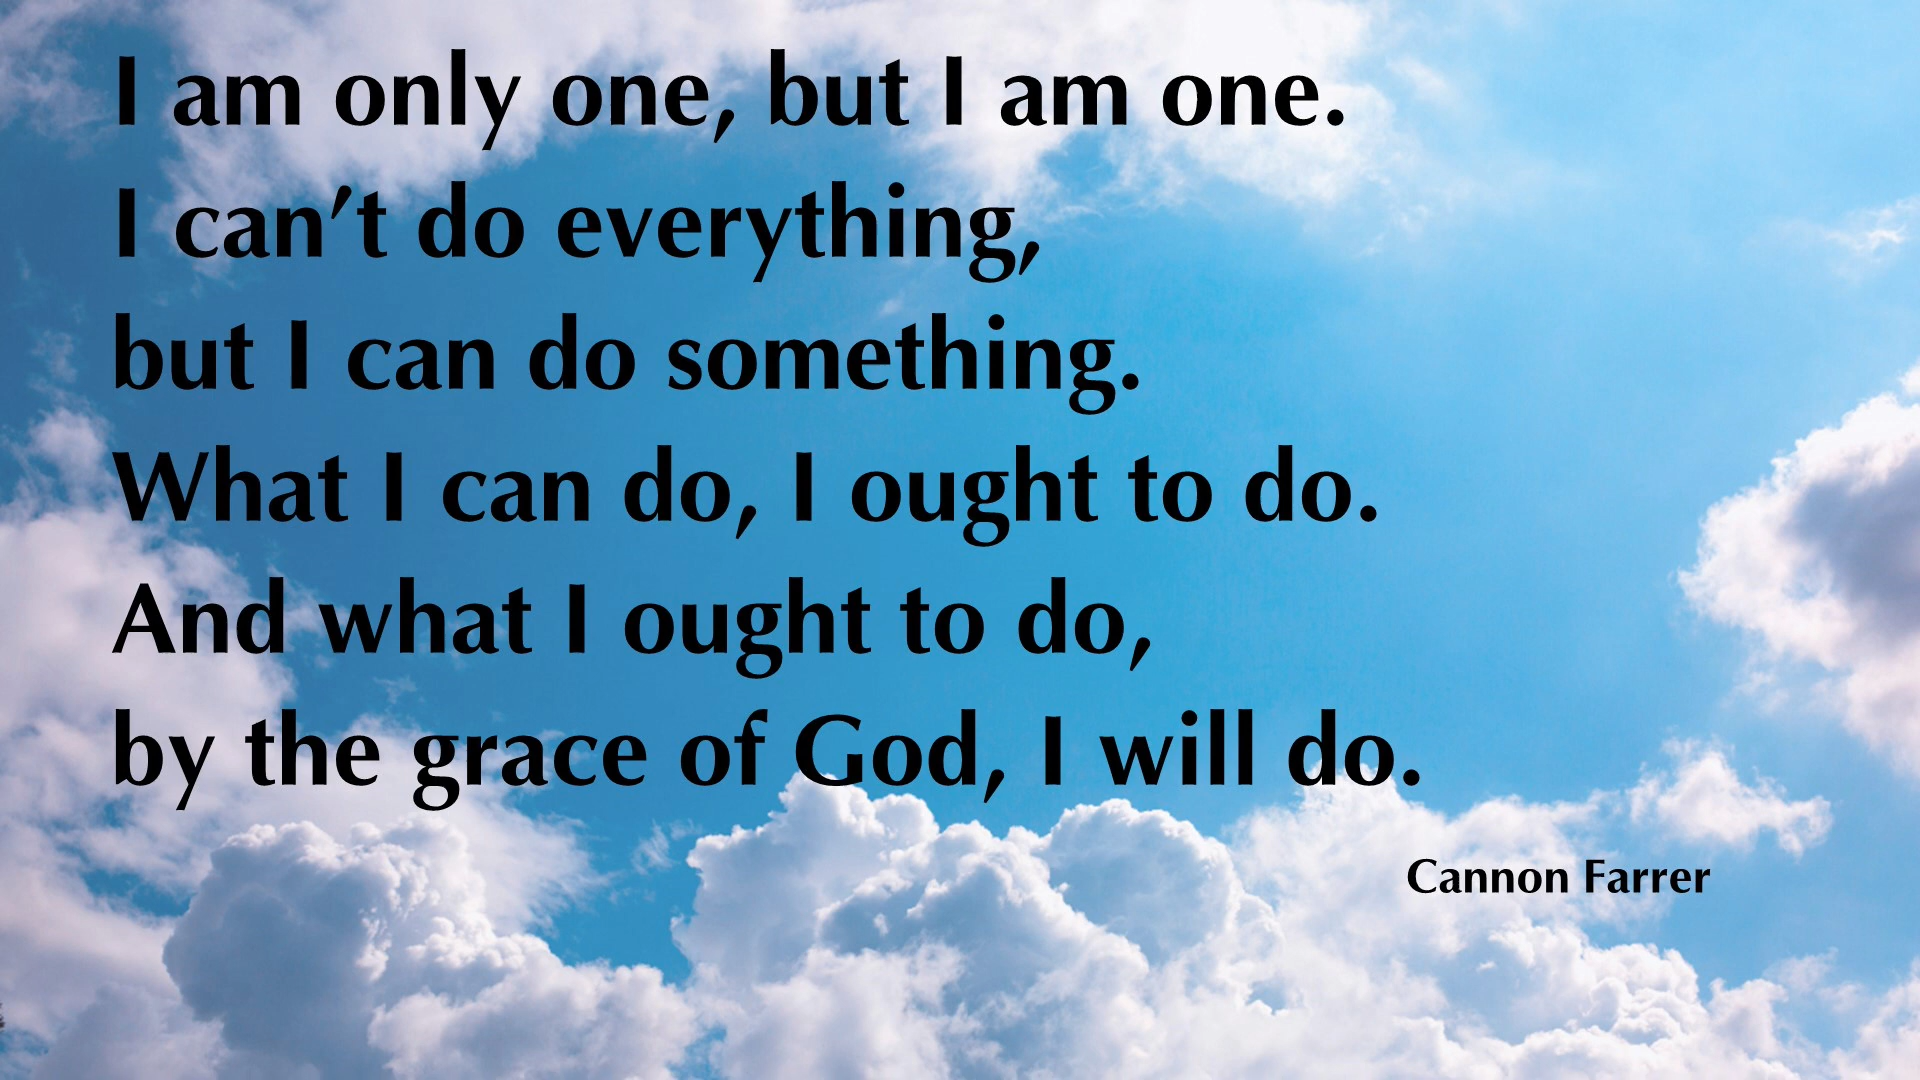 I am only one, but I am one.
I can’t do everything,
but I can do something.
What I can do, I ought to do.
And what I ought to do,
by the grace of God, I will do.
Cannon Farrer